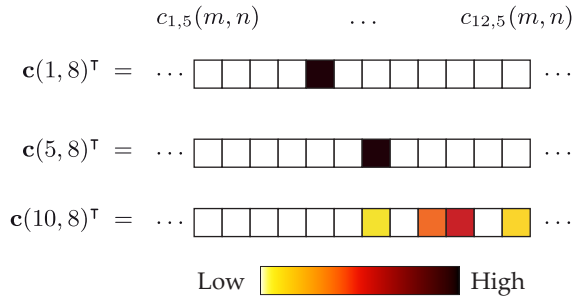 c₁,₅(m, n) ... c₁₂,₅(m, n)
c(1, 8)ᵀ = ... ...
c(5, 8)ᵀ = ... ...
c(10, 8)ᵀ = ... ...
Low High